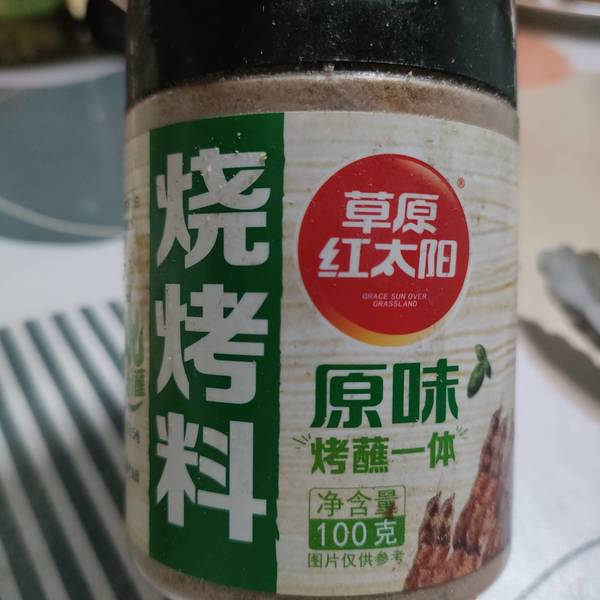 烧烤料
草原
红太阳
®
GRACE SUN OVER
GRASSLAND
原味
烤蘸一体
净含量
100克
图片仅供参考